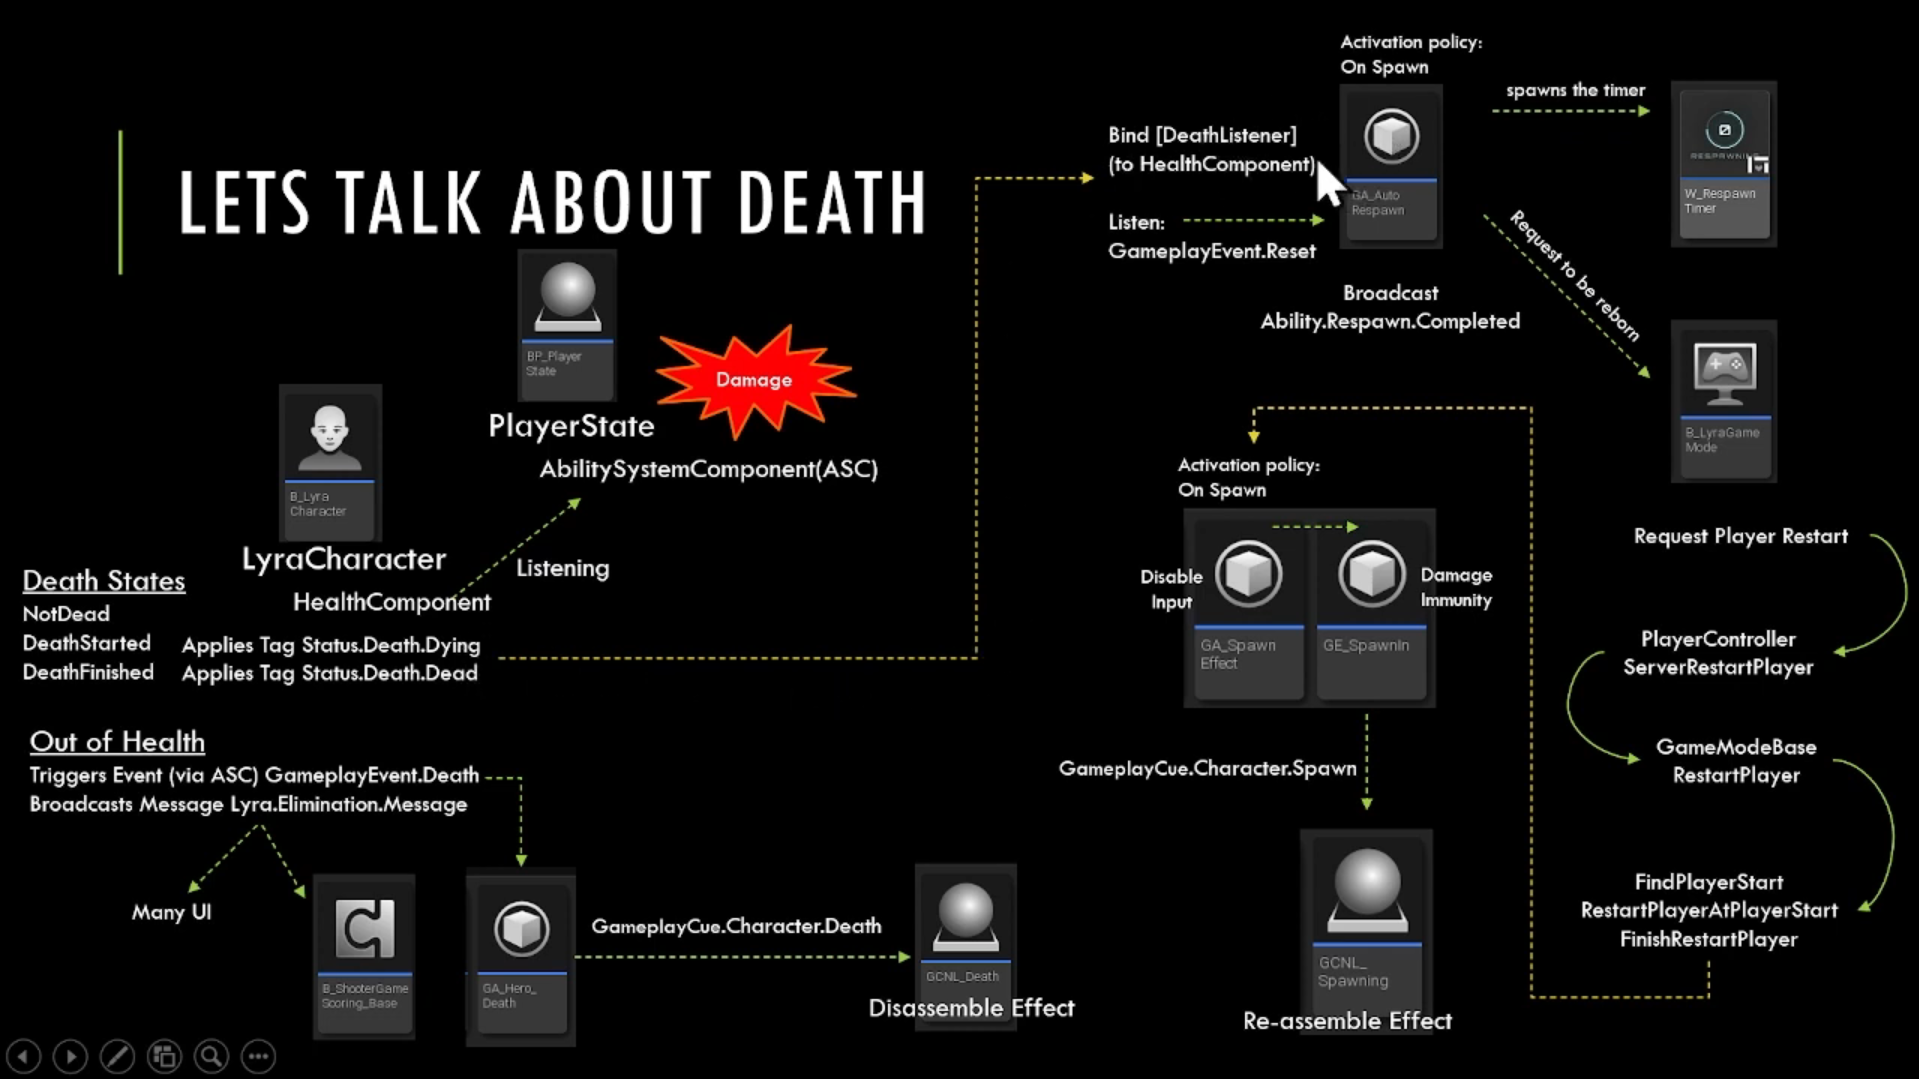 LETS TALK ABOUT DEATH
BP_Player
State
Damage
PlayerState
AbilitySystemComponent(ASC)
B_Lyra
Character
LyraCharacter
HealthComponent
Listening
Death States
NotDead
DeathStarted
DeathFinished
Applies Tag Status.Death.Dying
Applies Tag Status.Death.Dead
Out of Health
Triggers Event (via ASC) GameplayEvent.Death
Broadcasts Message Lyra.Elimination.Message
Many UI
B_ShooterGame
Scoring_Base
GA_Hero_
Death
GameplayCue.Character.Death
GCNL_Death
Disassemble Effect
Activation policy:
On Spawn
Bind [DeathListener]
(to HealthComponent)
Listen:
GameplayEvent.Reset
GA_Auto
Respawn
Broadcast
Ability.Respawn.Completed
spawns the timer
RESPAWNING
W_Respawn
Timer
Request to be reborn
B_LyraGame
Mode
Activation policy:
On Spawn
Disable
Input
GA_Spawn
Effect
GE_SpawnIn
Damage
Immunity
GameplayCue.Character.Spawn
GCNL_
Spawning
Re-assemble Effect
Request Player Restart
PlayerController
ServerRestartPlayer
GameModeBase
RestartPlayer
FindPlayerStart
RestartPlayerAtPlayerStart
FinishRestartPlayer